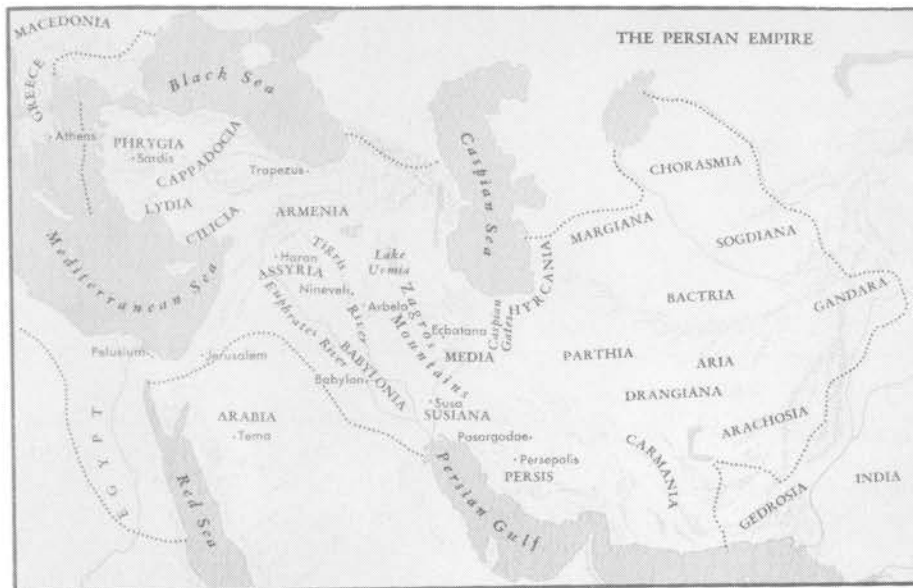 THE PERSIAN EMPIRE
MACEDONIA
GREECE
Black Sea
Athens
PHRYGIA
Sardis
CAPPADOCIA
Trapezus
LYDIA
CILICIA
ARMENIA
Mediterranean Sea
Caspian Sea
CHORASMIA
MARGIANA
SOGDIANA
HYRCANIA
BACTRIA
GANDARA
Haran
ASSYRIA
Tigris
River
Lake
Urmia
Nineveh
Arbela
Zagros
Mountains
Euphrates River
Ecbatana
Caspian
Gates
MEDIA
PARTHIA
ARIA
DRANGIANA
Pelusium
Jerusalem
BABYLONIA
Babylon
Susa
SUSIANA
ARACHOSIA
EGYPT
ARABIA
Tema
Pasargadae
Persepolis
PERSIS
CARMANIA
GEDROSIA
INDIA
Red Sea
Persian Gulf